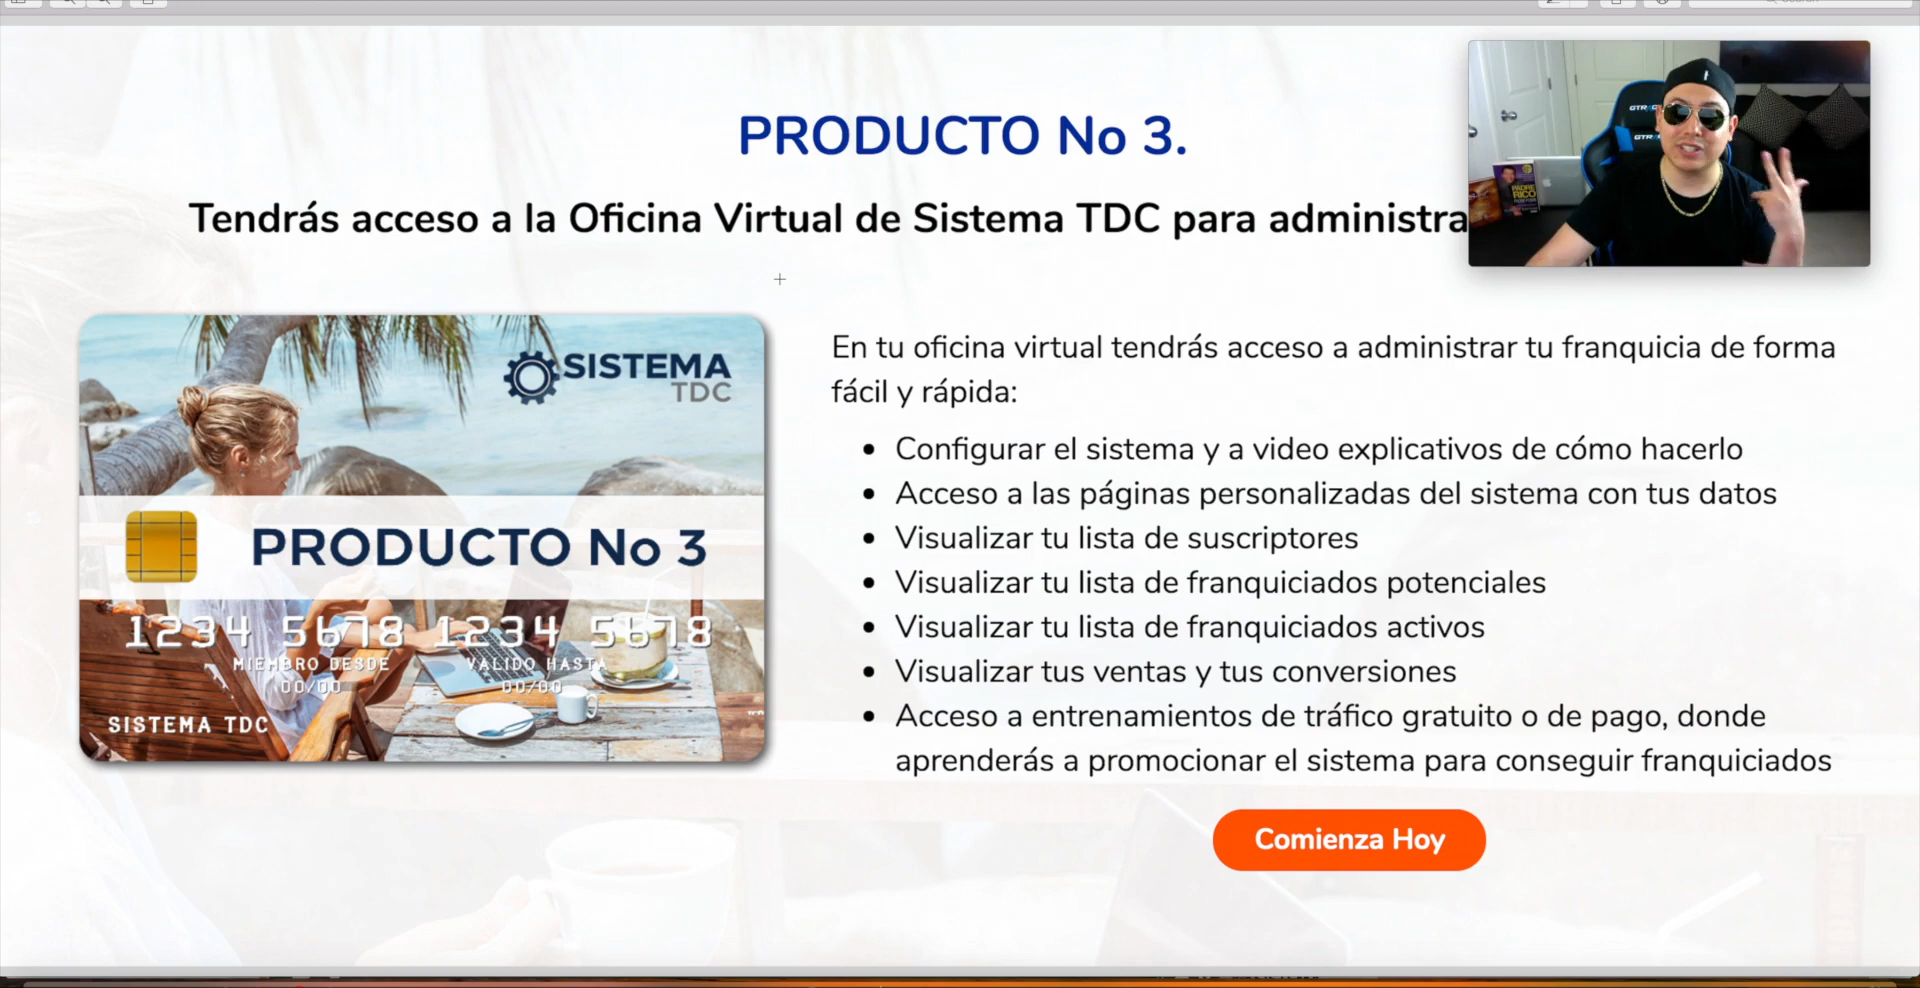 PRODUCTO No 3.
Tendrás acceso a la Oficina Virtual de Sistema TDC para administra
GTR
PADRE
RICO
SISTEMA
TDC
PRODUCTO No 3
1234 5678 1234 5678
MIEMBRO DESDE
VALIDO HASTA
00/00
00/00
SISTEMA TDC
En tu oficina virtual tendrás acceso a administrar tu franquicia de forma
fácil y rápida:
• Configurar el sistema y a video explicativos de cómo hacerlo
• Acceso a las páginas personalizadas del sistema con tus datos
• Visualizar tu lista de suscriptores
• Visualizar tu lista de franquiciados potenciales
• Visualizar tu lista de franquiciados activos
• Visualizar tus ventas y tus conversiones
• Acceso a entrenamientos de tráfico gratuito o de pago, donde
aprenderás a promocionar el sistema para conseguir franquiciados
Comienza Hoy